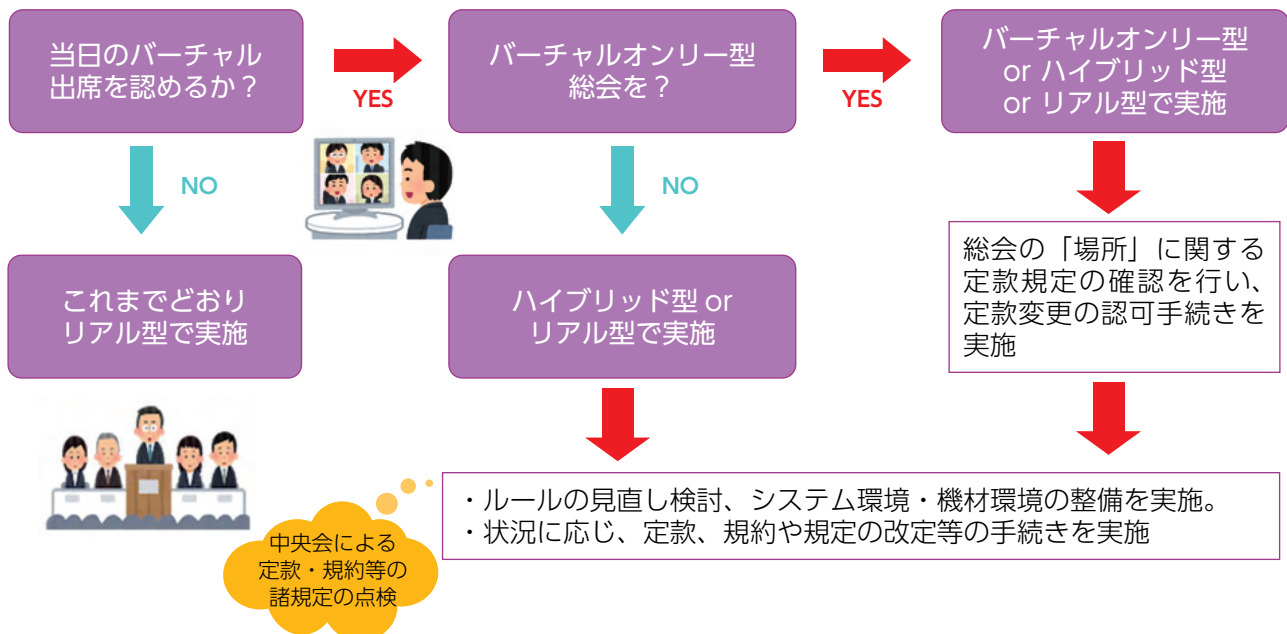 当日のバーチャル
出席を認めるか？
YES
バーチャルオンリー型
総会を？
YES
バーチャルオンリー型
or ハイブリッド型
or リアル型で実施
NO
NO
これまでどおり
リアル型で実施
ハイブリッド型 or
リアル型で実施
総会の「場所」に関する
定款規定の確認を行い、
定款変更の認可手続きを
実施
・ルールの見直し検討、システム環境・機材環境の整備を実施。
・状況に応じ、定款、規約や規定の改定等の手続きを実施
中央会による
定款・規約等の
諸規定の点検